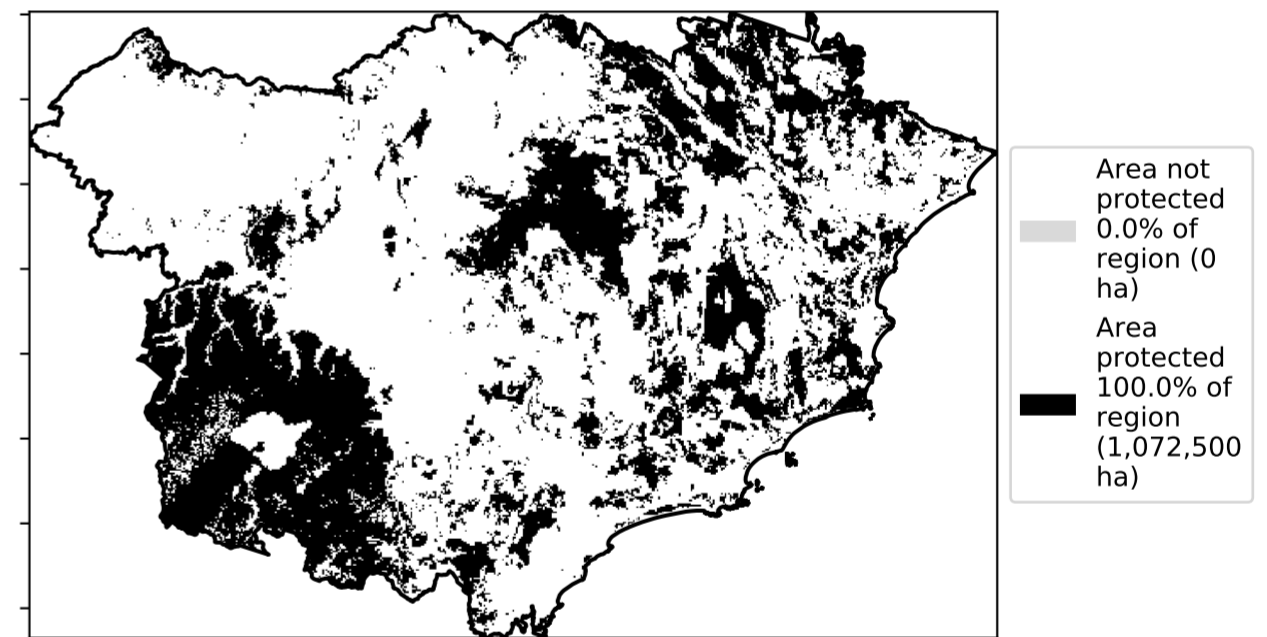 Area not
protected
0.0% of
region (0
ha)
Area
protected
100.0% of
region
(1,072,500
ha)